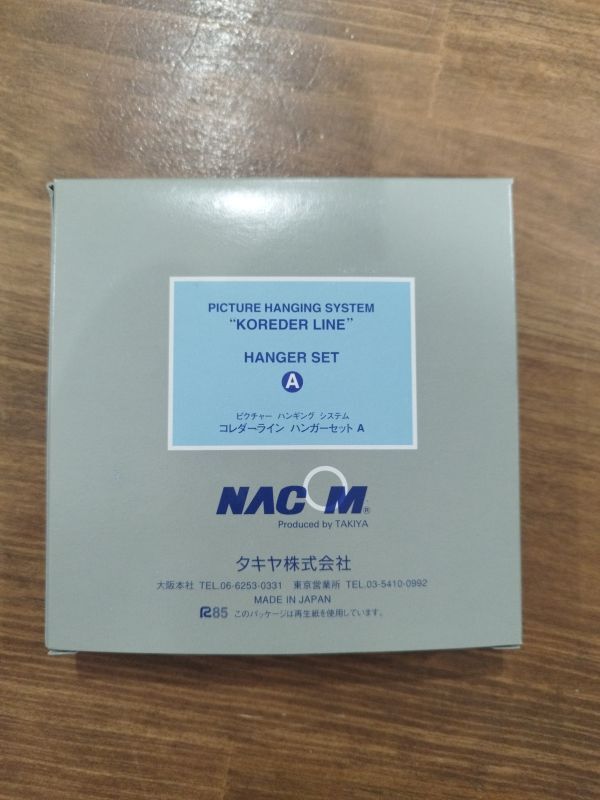 PICTURE HANGING SYSTEM
“KOREDER LINE”
HANGER SET
A
ピクチャー ハンギング システム
コレダーライン ハンガーセット A
NACOM®
Produced by TAKIYA
タキヤ株式会社
大阪本社 TEL.06-6253-0331 東京営業所 TEL.03-5410-0992
MADE IN JAPAN
R85 このパッケージは再生紙を使用しています。